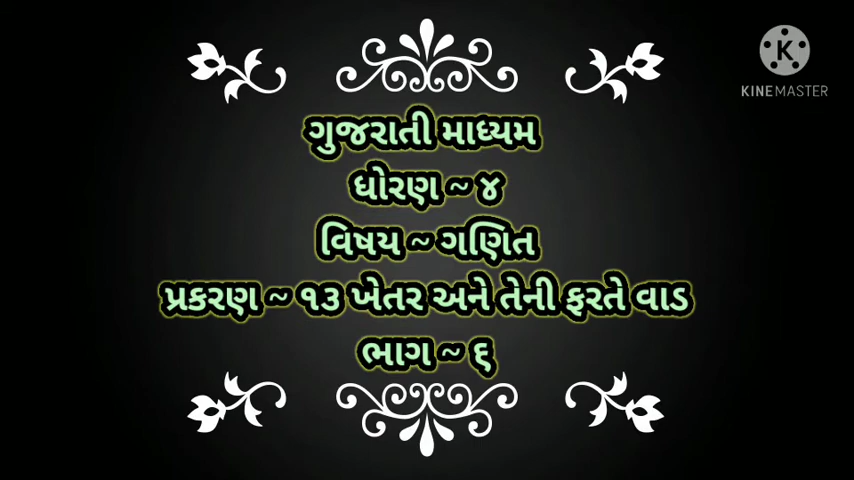 KINEMASTER
ગુજરાતી માધ્યમ
ધોરણ ~ ૪
વિષય ~ ગણિત
પ્રકરણ ~ ૧૩ ખેતર અને તેની ફરતે વાડ
ભાગ ~ ૬